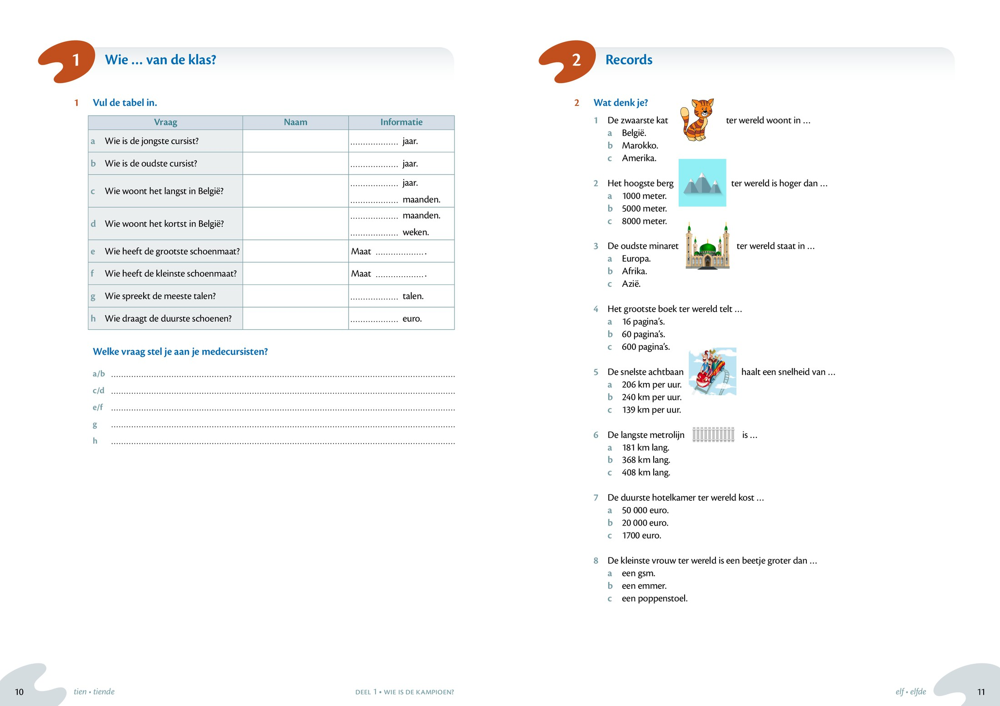 1 Wie ... van de klas?
1 Vul de tabel in.
Vraag Naam Informatie
a Wie is de jongste cursist? ................... jaar.
b Wie is de oudste cursist? ................... jaar.
c Wie woont het langst in België? ................... jaar.
................... maanden.
d Wie woont het kortst in België? ................... maanden.
................... weken.
e Wie heeft de grootste schoenmaat? Maat ................... .
f Wie heeft de kleinste schoenmaat? Maat ................... .
g Wie spreekt de meeste talen? ................... talen.
h Wie draagt de duurste schoenen? ................... euro.
Welke vraag stel je aan je medecursisten?
a/b ...................
c/d ...................
e/f ...................
g ...................
h ...................
10 tien • tiende DEEL 1 • WIE IS DE KAMPIOEN?
2 Records
2 Wat denk je?
1 De zwaarste kat ter wereld woont in ...
a België.
b Marokko.
c Amerika.
2 Het hoogste berg ter wereld is hoger dan ...
a 1000 meter.
b 5000 meter.
c 8000 meter.
3 De oudste minaret ter wereld staat in ...
a Europa.
b Afrika.
c Azië.
4 Het grootste boek ter wereld telt ...
a 16 pagina's.
b 60 pagina's.
c 600 pagina's.
5 De snelste achtbaan haalt een snelheid van ...
a 206 km per uur.
b 240 km per uur.
c 139 km per uur.
6 De langste metrolijn is ...
a 181 km lang.
b 368 km lang.
c 408 km lang.
7 De duurste hotelkamer ter wereld kost ...
a 50 000 euro.
b 20 000 euro.
c 1700 euro.
8 De kleinste vrouw ter wereld is een beetje groter dan ...
a een gsm.
b een emmer.
c een poppenstoel.
elf • elfde 11